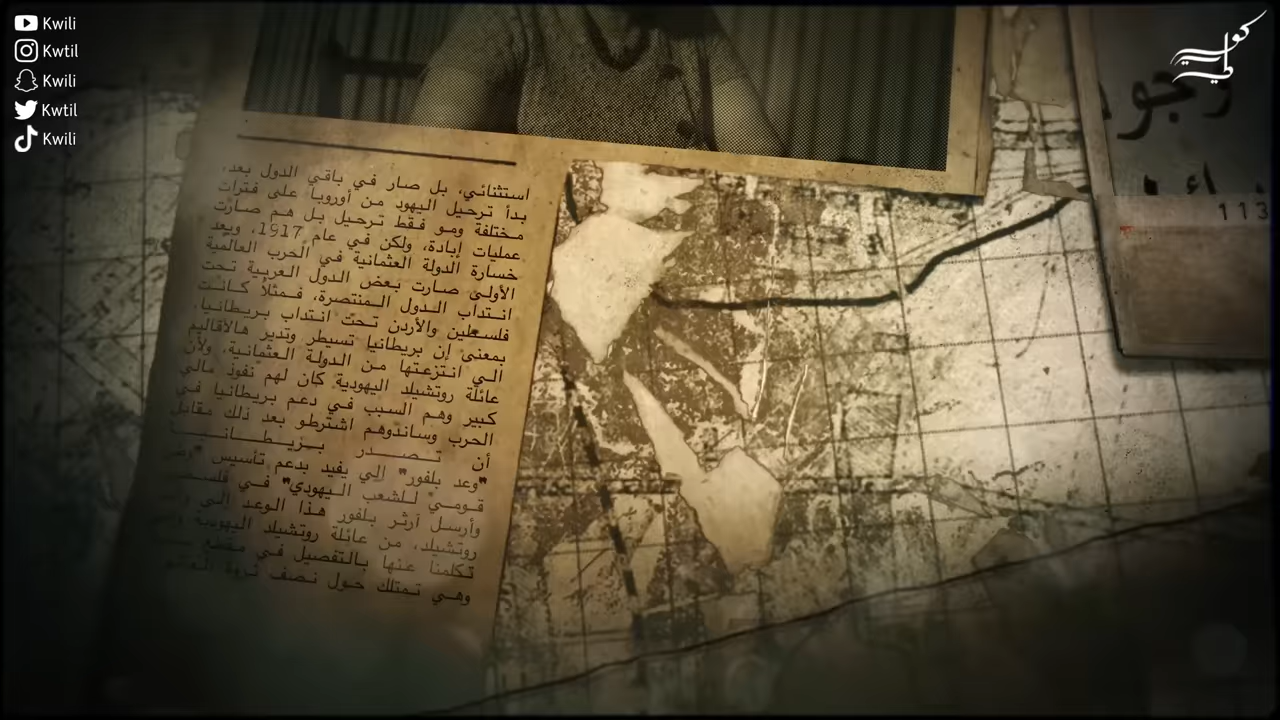 Kwili
Kwtil
Kwili
Kwtil
Kwili
كويلي
وجو
113
استثنائي، بل صار في باقي الدول بعد،
بدأ ترحيل اليهود من أوروبا على فترات
مختلفة ومو فقط ترحيل بل هم صارت
عمليات إبادة، ولكن في عام 1917، وبعد
خسارة الدولة العثمانية في الحرب العالمية
الأولى صارت بعض الدول العربية تحت
انتداب الدول المنتصرة، فمثلاً كانت
فلسطين والأردن تحت انتداب بريطانيا،
بمعنى إن بريطانيا تسيطر وتدير هالأقاليم
الي انتزعتها من الدولة العثمانية، ولأن
عائلة روتشيلد اليهودية كان لهم نفوذ مالي
كبير وهم السبب في دعم بريطانيا في
الحرب وساندوهم اشترطو بعد ذلك مقابل
أن تصدر بريطانيا
"وعد بلفور" الي يفيد بدعم تأسيس
قومي للشعب اليهودي" في
وأرسل آرثر بلفور هذا الوعد إلى
روتشيلد، من عائلة روتشيلد اليهودية
تكلمنا عنها بالتفصيل في
وهي تمتلك حول نصف ثروة